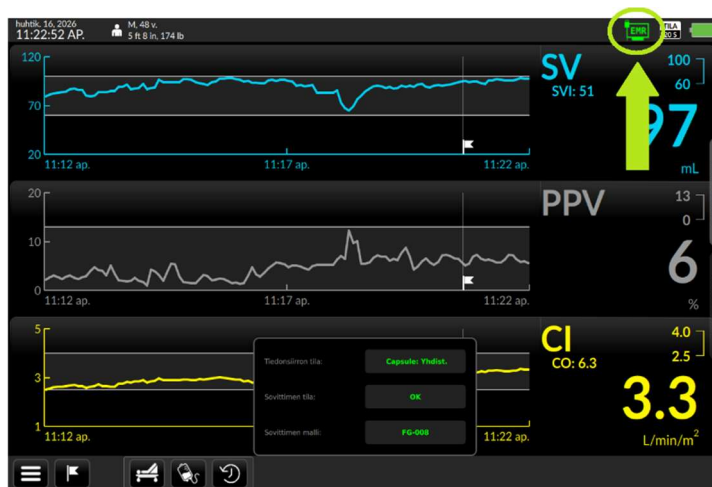 huhtik. 16, 2026
11:22:52 AP.
M, 48 v.
5 ft 8 in, 174 lb
EMR
TILA
20 S
120
70
20
11:12 ap.
11:17 ap.
11:22 ap.
SV
SVI: 51
100
60
97
mL
20
10
0
11:12 ap.
11:17 ap.
11:22 ap.
PPV
13
0
6
%
5
3
1
11:12 ap.
11:22 ap.
CI
CO: 6.3
4.0
2.5
3.3
L/min/m²
Tiedonsiirron tila:
Capsule: Yhdist.
Sovittimen tila:
OK
Sovittimen malli:
FG-008